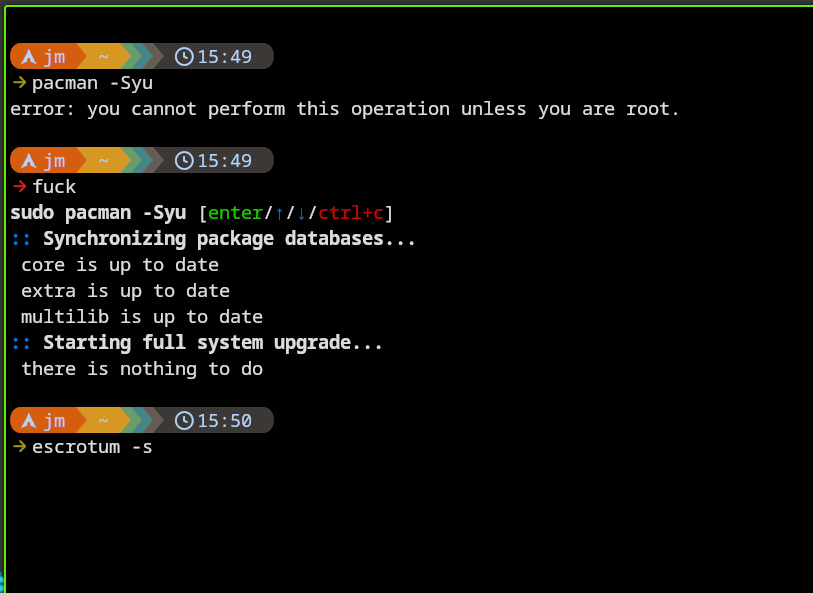 jm ~ 15:49
→ pacman -Syu
error: you cannot perform this operation unless you are root.
jm ~ 15:49
→ fuck
sudo pacman -Syu [enter/↑/↓/ctrl+c]
:: Synchronizing package databases...
core is up to date
extra is up to date
multilib is up to date
:: Starting full system upgrade...
there is nothing to do
jm ~ 15:50
→ escrotum -s